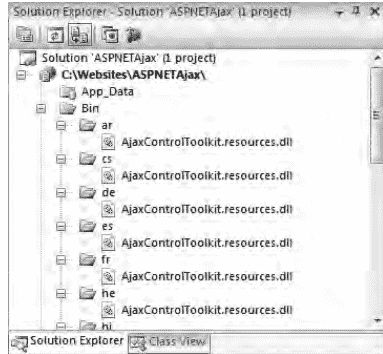 Solution Explorer - Solution 'ASPNETAjax' (1 project)
Solution 'ASPNETAjax' (1 project)
C:\Websites\ASPNETAjax\
App_Data
Bin
ar
AjaxControlToolkit.resources.dll
cs
AjaxControlToolkit.resources.dll
de
AjaxControlToolkit.resources.dll
es
AjaxControlToolkit.resources.dll
fr
AjaxControlToolkit.resources.dll
he
AjaxControlToolkit.resources.dll
hi
Solution Explorer
Class View